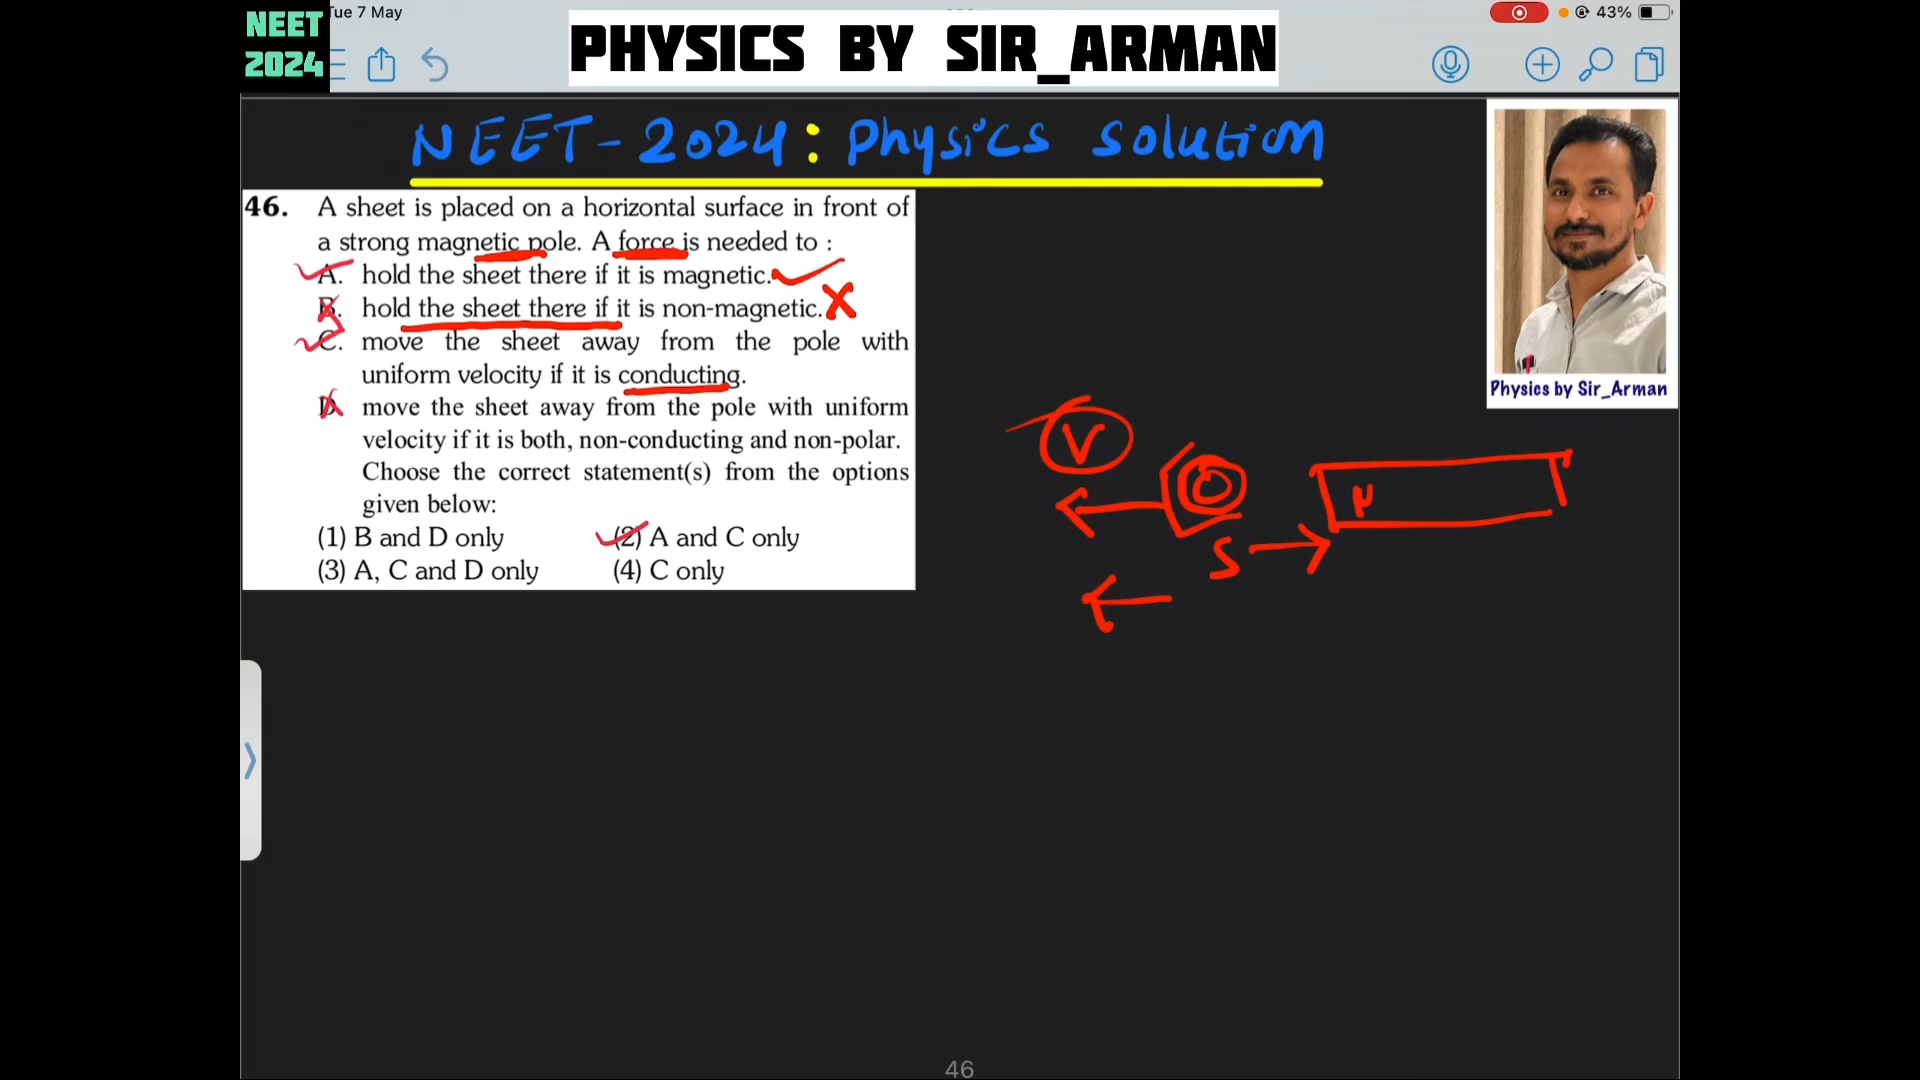 NEET
2024
Tue 7 May
PHYSICS BY SIR_ARMAN
43%
NEET-2024: Physics solution
46. A sheet is placed on a horizontal surface in front of
a strong magnetic pole. A force is needed to :
A. hold the sheet there if it is magnetic.
B. hold the sheet there if it is non-magnetic.
C. move the sheet away from the pole with
uniform velocity if it is conducting.
D. move the sheet away from the pole with uniform
velocity if it is both, non-conducting and non-polar.
Choose the correct statement(s) from the options
given below:
(1) B and D only (2) A and C only
(3) A, C and D only (4) C only
Physics by Sir_Arman
V
N
S
46